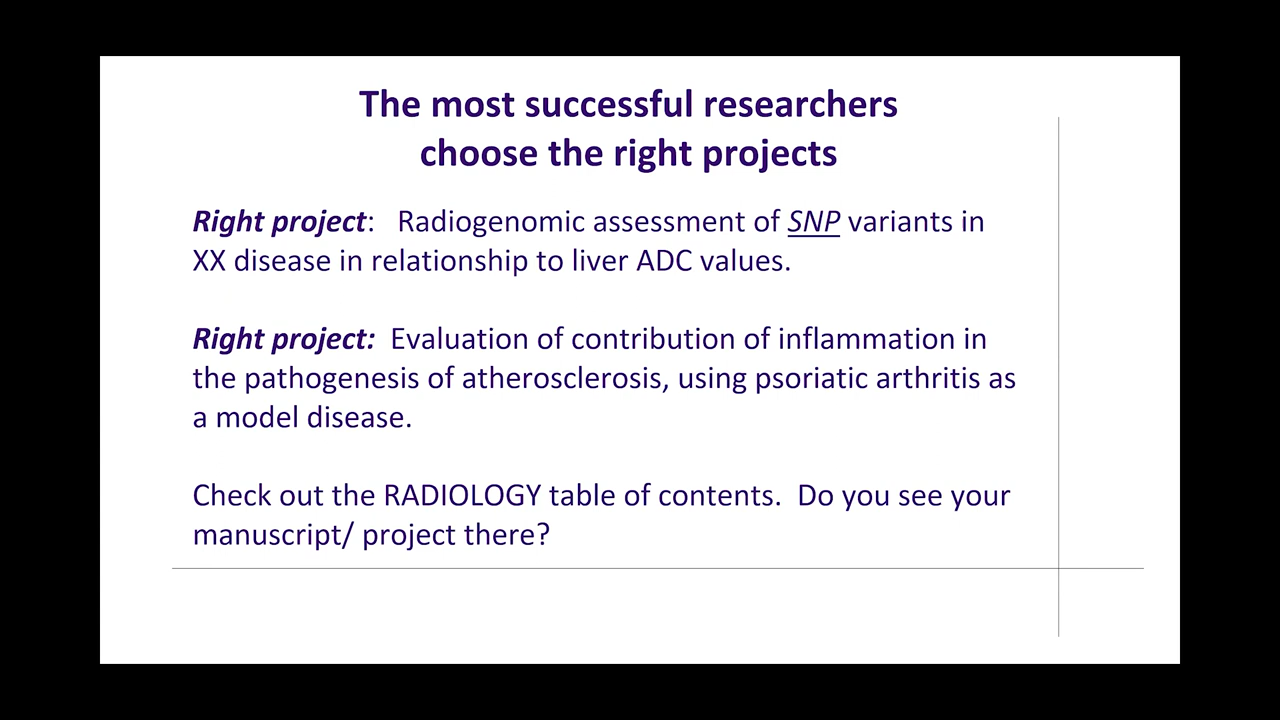 The most successful researchers
choose the right projects
Right project:   Radiogenomic assessment of SNP variants in
XX disease in relationship to liver ADC values.
Right project:  Evaluation of contribution of inflammation in
the pathogenesis of atherosclerosis, using psoriatic arthritis as
a model disease.
Check out the RADIOLOGY table of contents.  Do you see your
manuscript/ project there?